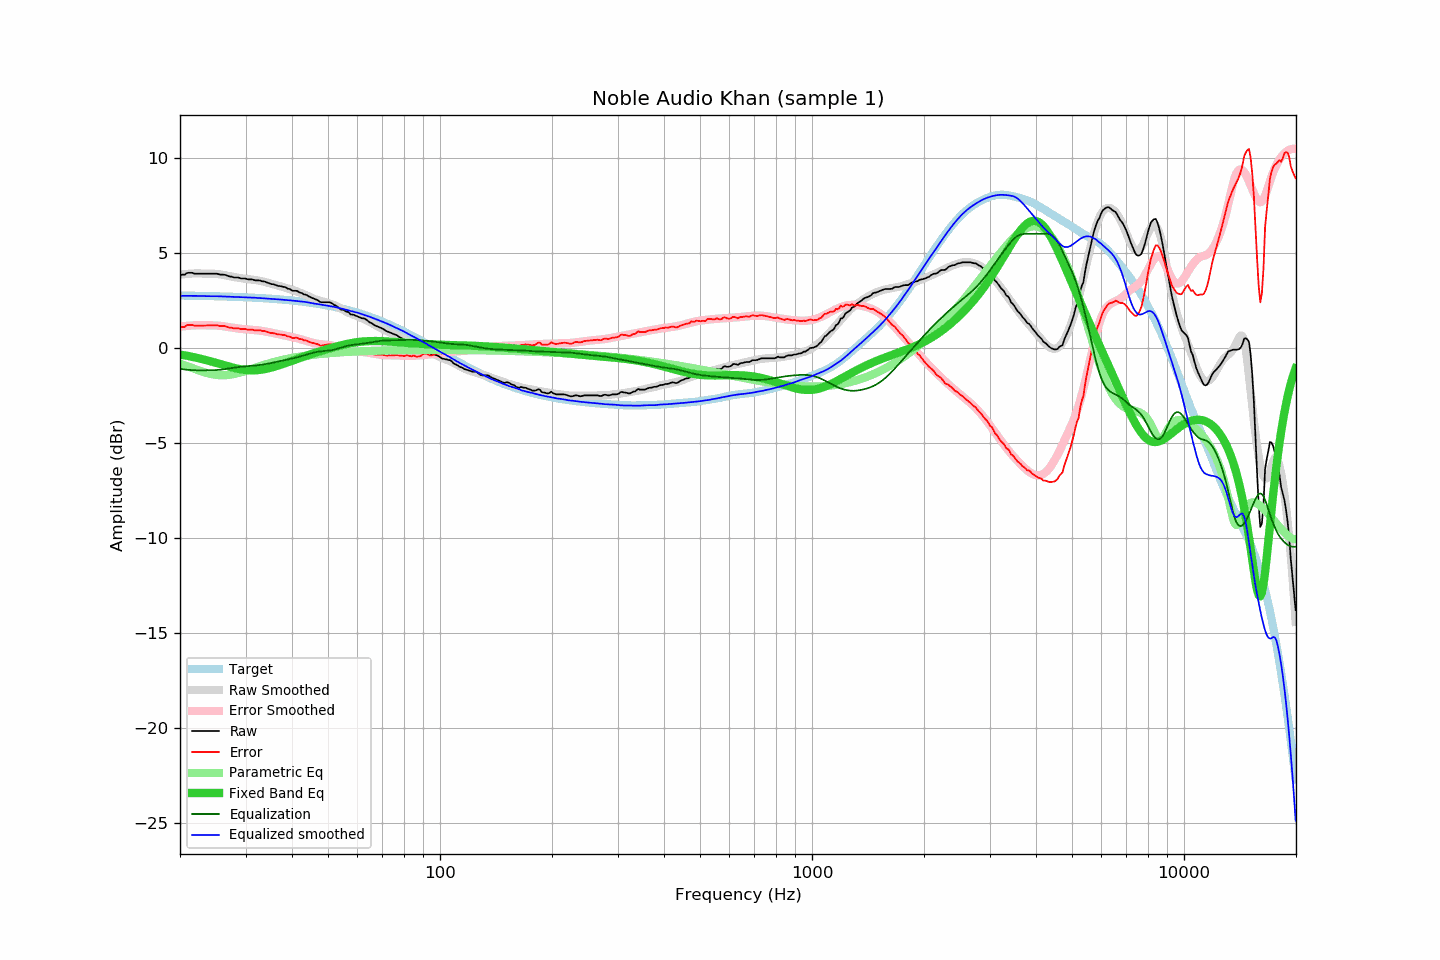 Noble Audio Khan (sample 1)
10
5
0
−5
−10
−15
−20
−25
Amplitude (dBr)
Target
Raw Smoothed
Error Smoothed
Raw
Error
Parametric Eq
Fixed Band Eq
Equalization
Equalized smoothed
100
1000
10000
Frequency (Hz)